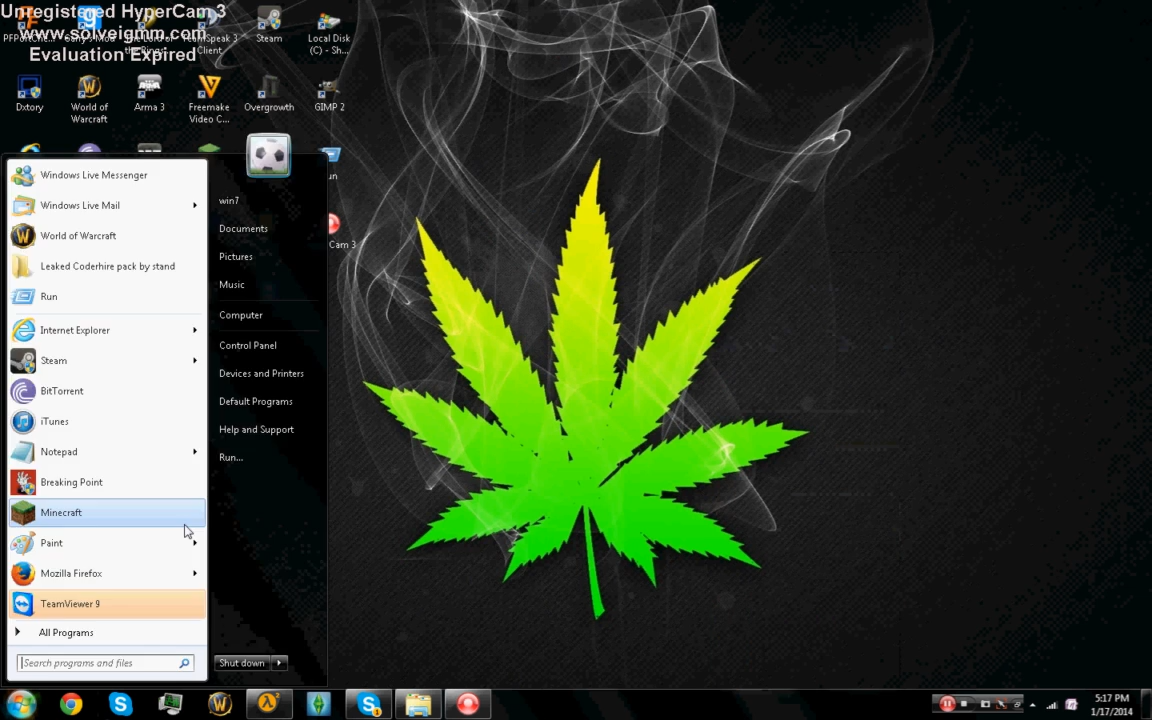 Unregistered HyperCam 3
www.solveigmm.com
Evaluation Expired
Client
Steam
Local Disk
(C) - Sh...
Dxtory
World of
Warcraft
Arma 3
Freemake
Video C...
Overgrowth
GIMP 2
Cam 3
Windows Live Messenger
Windows Live Mail
World of Warcraft
Leaked Coderhire pack by stand
Run
Internet Explorer
Steam
BitTorrent
iTunes
Notepad
Breaking Point
Minecraft
Paint
Mozilla Firefox
TeamViewer 9
All Programs
Search programs and files
win7
Documents
Pictures
Music
Computer
Control Panel
Devices and Printers
Default Programs
Help and Support
Run...
Shut down
5:17 PM
1/17/2014